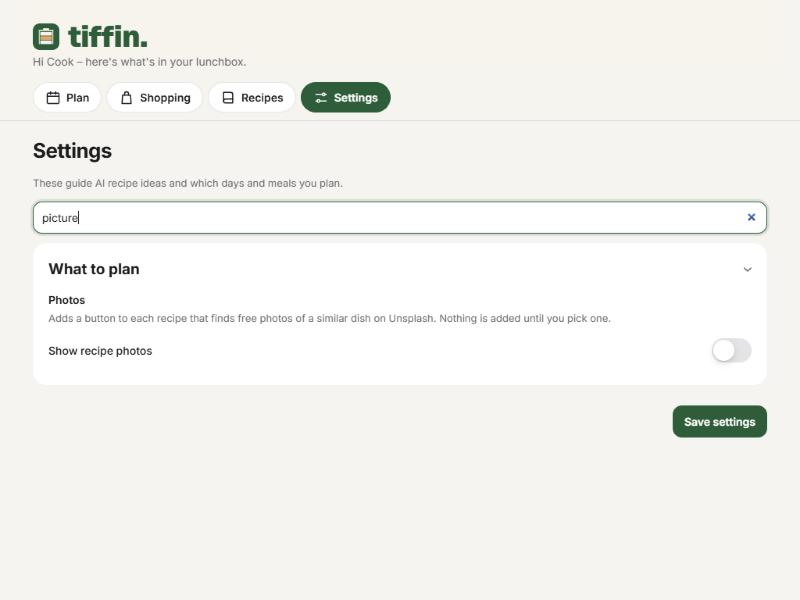 tiffin.
Hi Cook – here's what's in your lunchbox.
Plan
Shopping
Recipes
Settings
Settings
These guide AI recipe ideas and which days and meals you plan.
picture
What to plan
Photos
Adds a button to each recipe that finds free photos of a similar dish on Unsplash. Nothing is added until you pick one.
Show recipe photos
Save settings